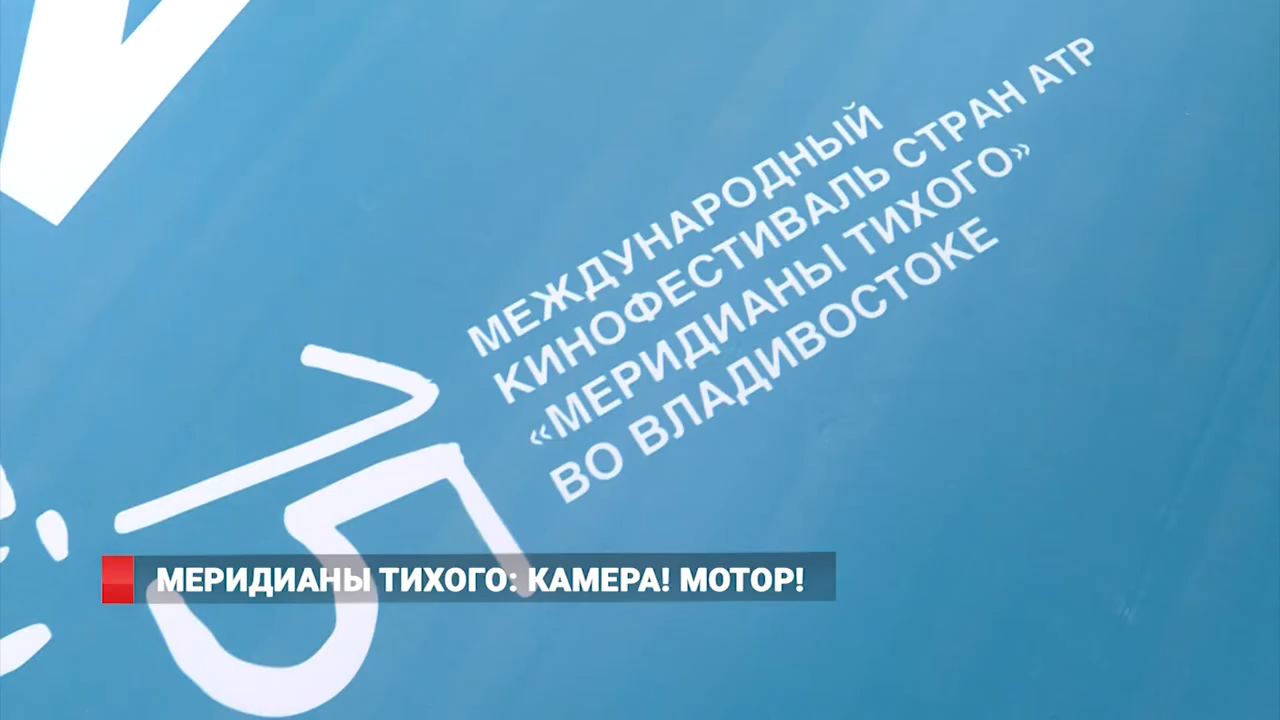 МЕЖДУНАРОДНЫЙ
КИНОФЕСТИВАЛЬ СТРАН АТР
«МЕРИДИАНЫ ТИХОГО»
ВО ВЛАДИВОСТОКЕ
МЕРИДИАНЫ ТИХОГО: КАМЕРА! МОТОР!